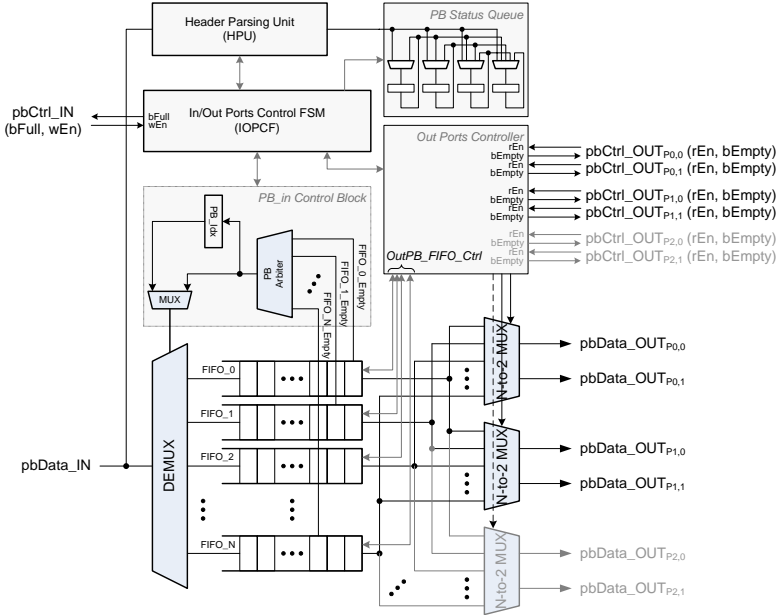 Header Parsing Unit
(HPU)
PB Status Queue
pbCtrl_IN
(bFull, wEn)
bFull
wEn
In/Out Ports Control FSM
(IOPCF)
Out Ports Controller
rEn
bEmpty
rEn
bEmpty
rEn
bEmpty
rEn
bEmpty
rEn
bEmpty
rEn
bEmpty
pbCtrl_OUTP0,0 (rEn, bEmpty)
pbCtrl_OUTP0,1 (rEn, bEmpty)
pbCtrl_OUTP1,0 (rEn, bEmpty)
pbCtrl_OUTP1,1 (rEn, bEmpty)
pbCtrl_OUTP2,0 (rEn, bEmpty)
pbCtrl_OUTP2,1 (rEn, bEmpty)
OutPB_FIFO_Ctrl
PB_in Control Block
PB_Idx
PB
Arbiter
FIFO_0_Empty
FIFO_1_Empty
FIFO_N_Empty
MUX
DEMUX
pbData_IN
FIFO_0
FIFO_1
FIFO_2
FIFO_N
N-to-2 MUX
N-to-2 MUX
N-to-2 MUX
pbData_OUTP0,0
pbData_OUTP0,1
pbData_OUTP1,0
pbData_OUTP1,1
pbData_OUTP2,0
pbData_OUTP2,1